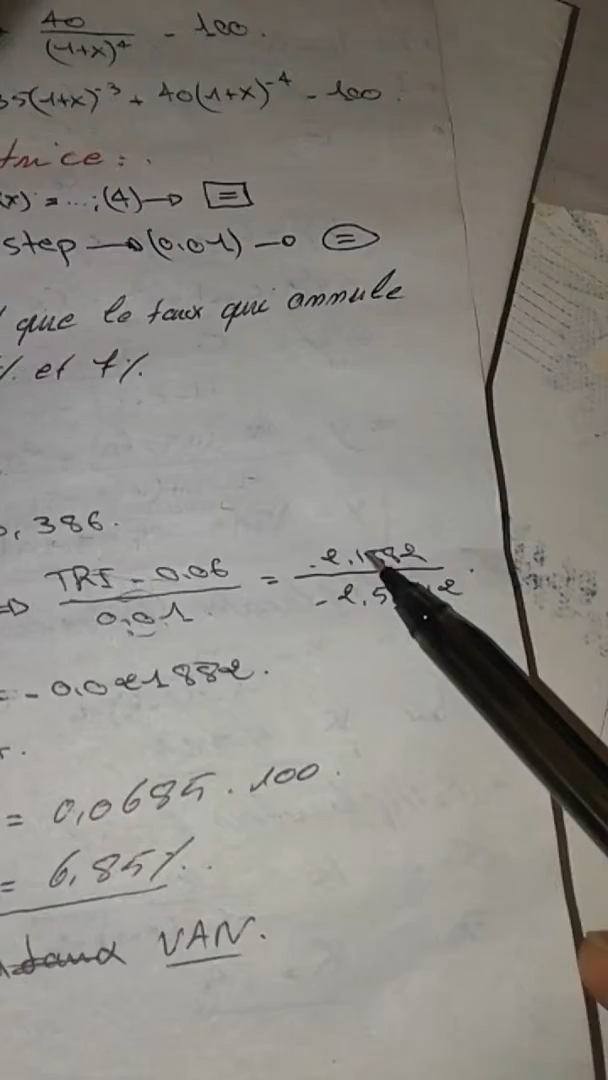 40/(1+x)⁴ - 100.
35(1+x)⁻³ + 40(1+x)⁻⁴ - 100.
trice :
(x) = ...; (4) → =
step → (0,01) → =
que le taux qui annule
% et 7%
, 386.
⇒ TRI - 0.06 / 0,01 = - 2,1882 /
= - 0,021882.
= 0,0685 . 100.
= 6,85%.
VAN.